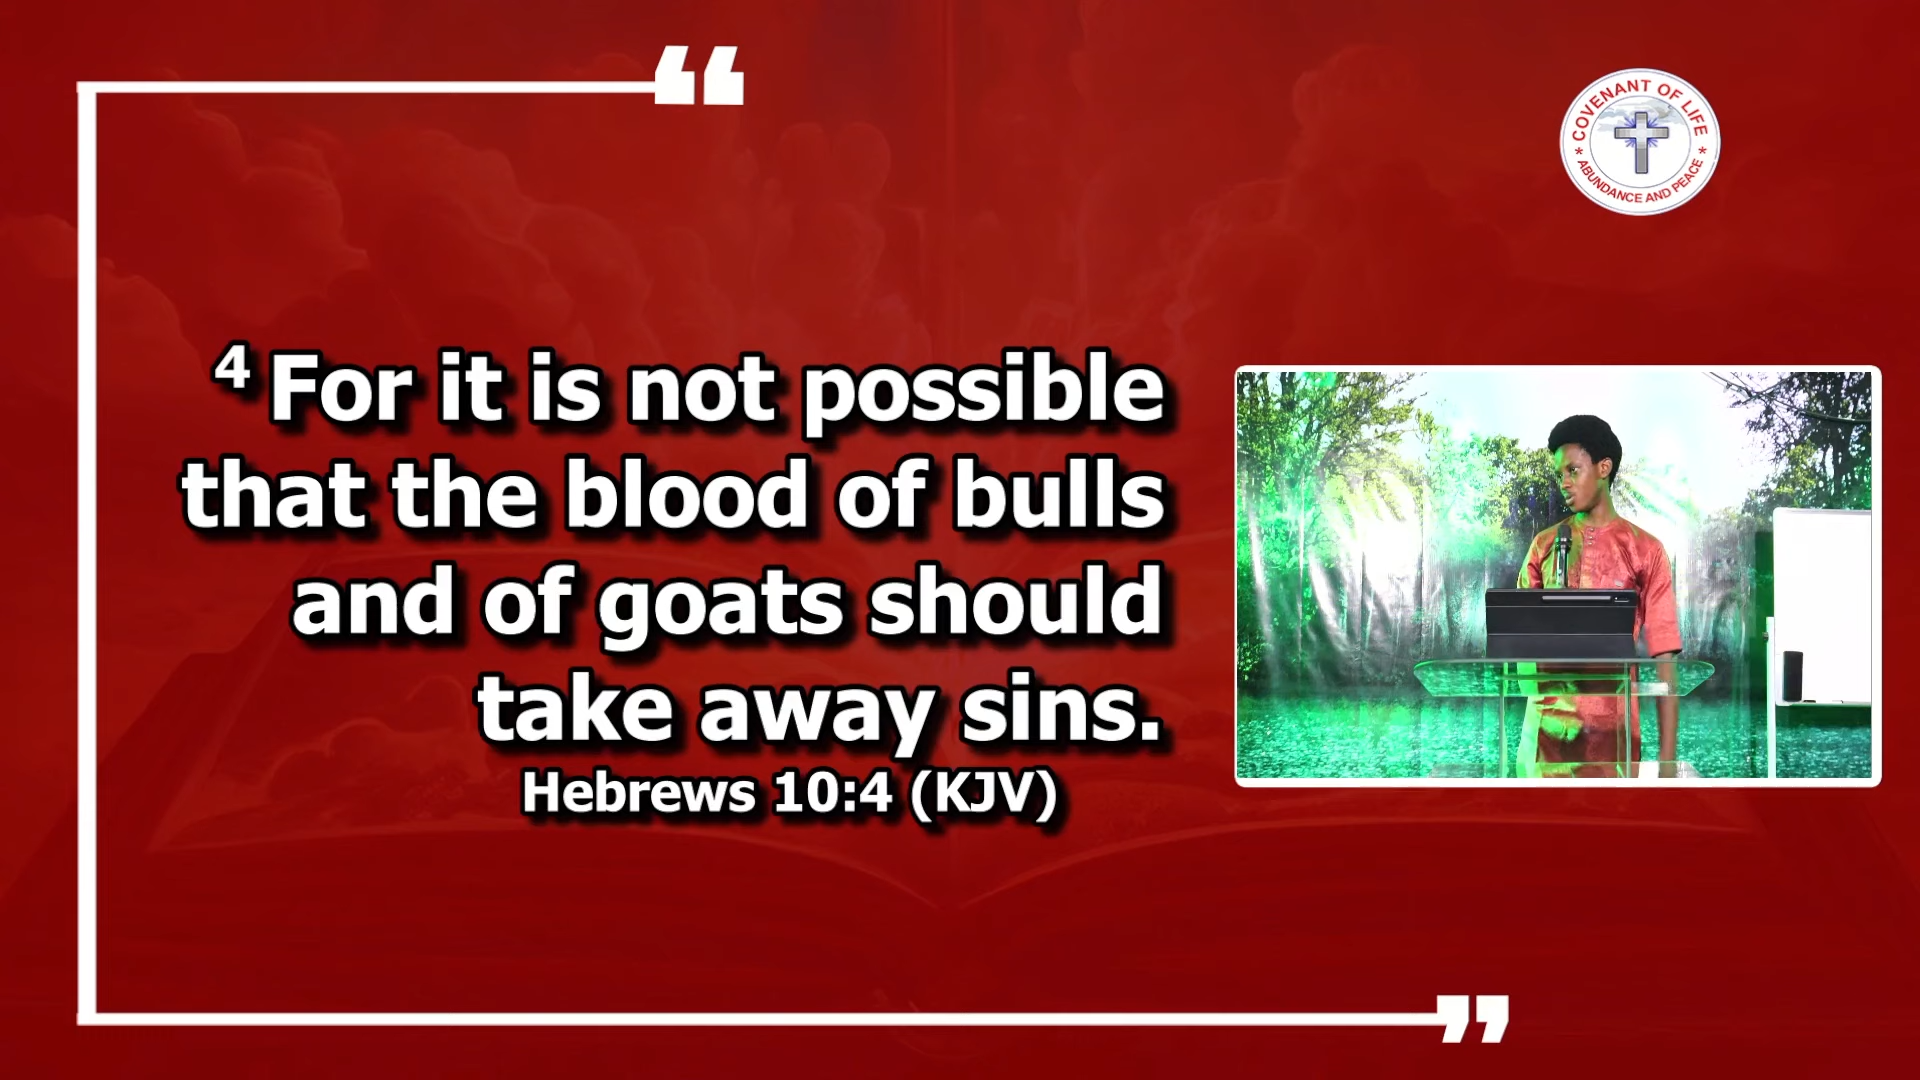 “
⁴ For it is not possible
that the blood of bulls
and of goats should
take away sins.
Hebrews 10:4 (KJV)
”
COVENANT OF LIFE
* ABUNDANCE AND PEACE *